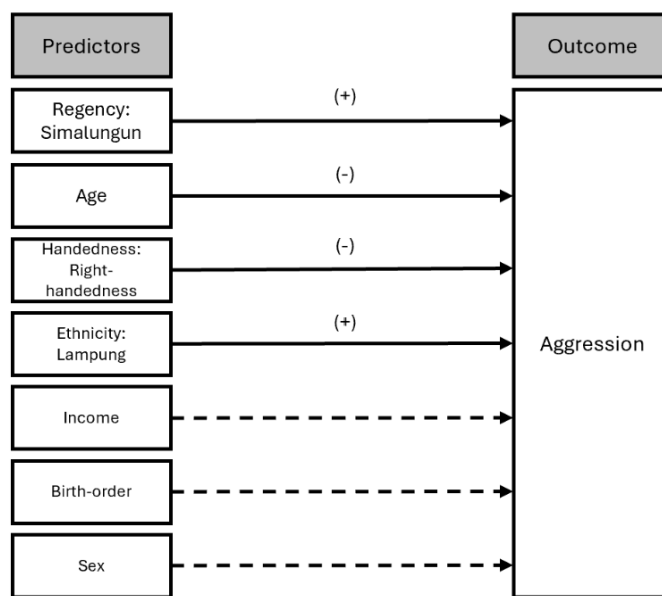 Predictors
Outcome
Regency:
Simalungun
(+)
Age
(-)
Handedness:
Right-
handedness
(-)
Ethnicity:
Lampung
(+)
Aggression
Income
Birth-order
Sex